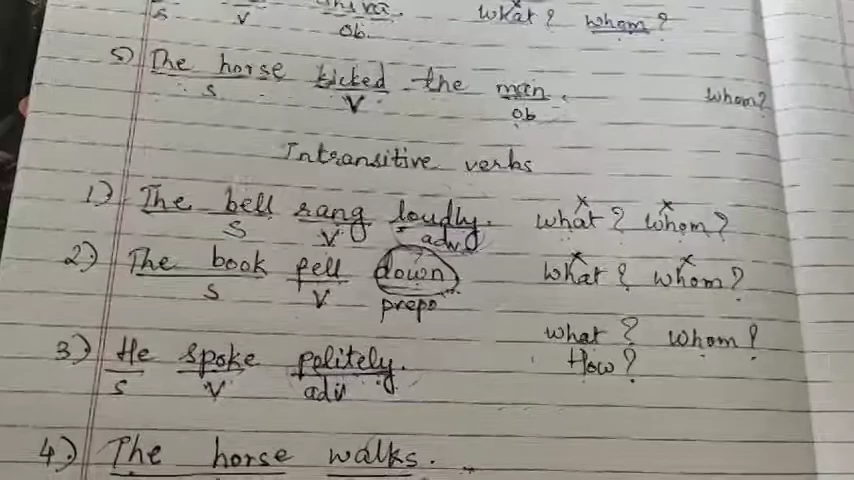 Shiva. what? whom?
S V Ob.
5) The horse kicked the man. whom?
S V Ob
Intransitive verbs
1) The bell rang loudly. what? whom?
S V adv
2) The book fell down what? whom?
S V prepo
3) He spoke politely. what? whom?
S V adv How?
4) The horse walks.